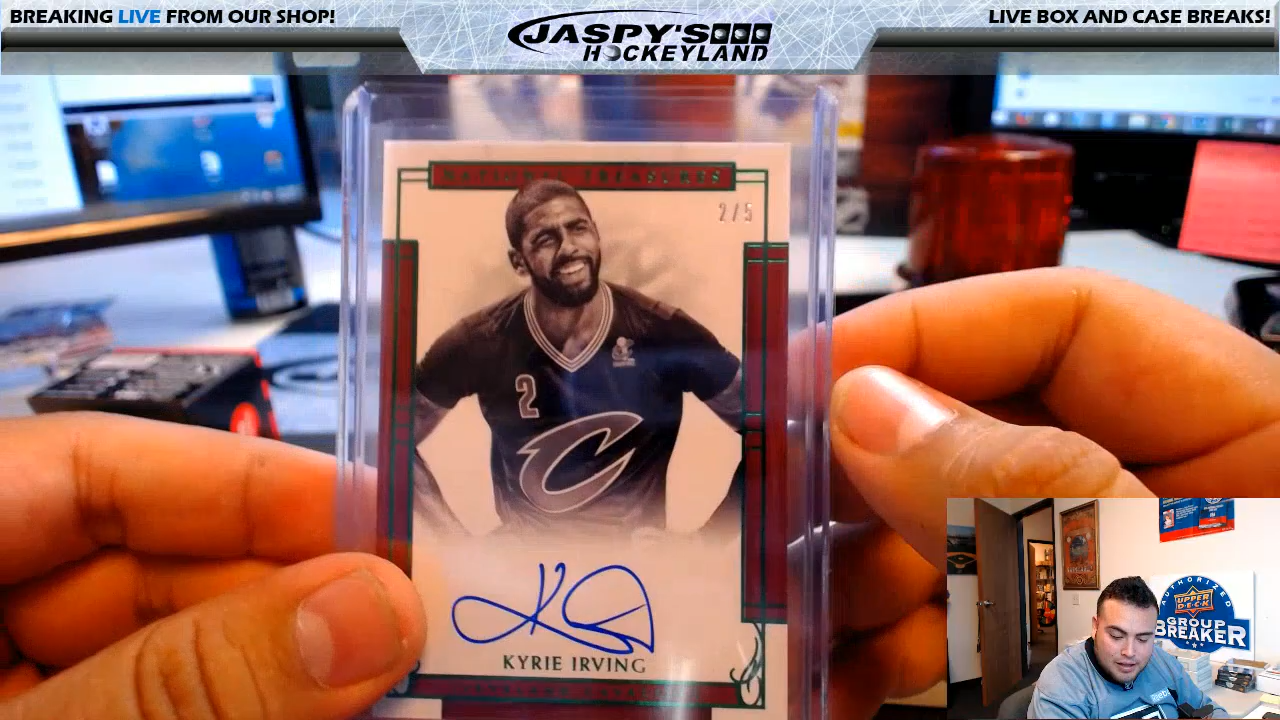 BREAKING LIVE FROM OUR SHOP!
JASPY'S
HOCKEYLAND
LIVE BOX AND CASE BREAKS!
NATIONAL TREASURES
2/5
2
C
KYRIE IRVING
AUTHORIZED
UPPER DECK
GROUP
BREAKER